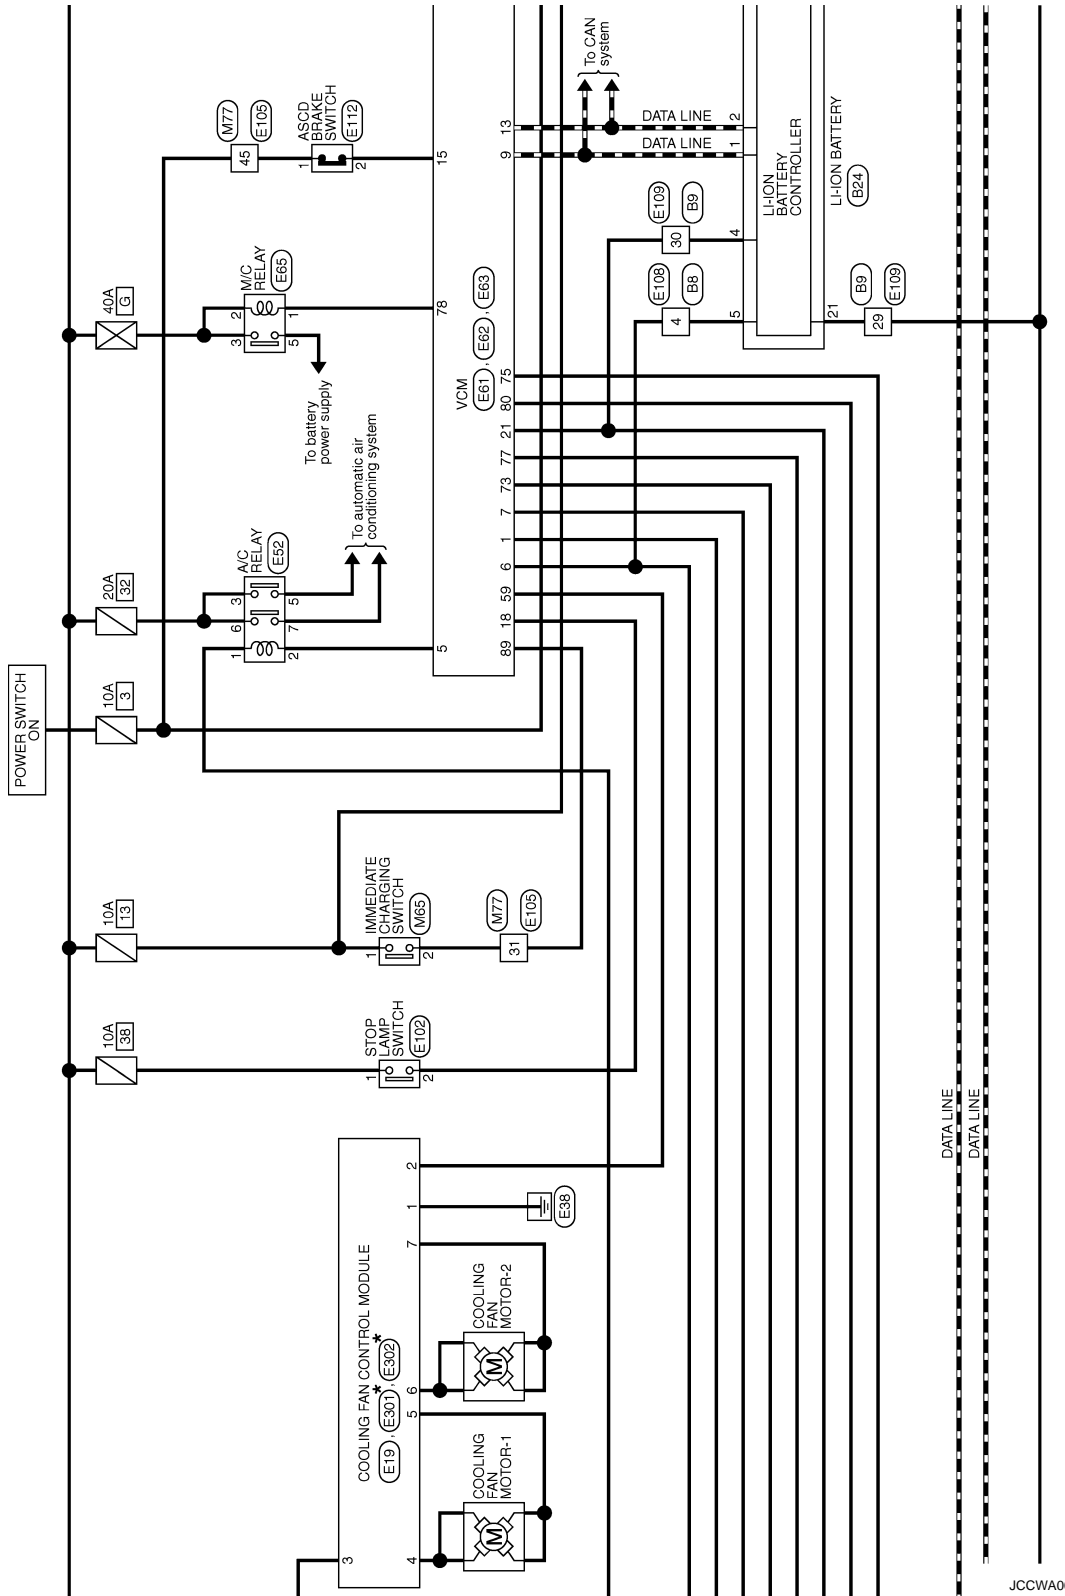 POWER SWITCH
ON
10A
38
10A
13
10A
3
20A
32
40A
G
M77
E105
45
ASCD
BRAKE
SWITCH
E112
1
2
15
M/C
RELAY
E65
2
1
3
5
78
To battery
power supply
A/C
RELAY
E52
3
5
6
7
1
2
5
To automatic air
conditioning system
VCM
E61 , E62 , E63
13
9
75
80
21
77
73
7
1
6
59
18
89
To CAN
system
DATA LINE
2
DATA LINE
1
LI-ION
BATTERY
CONTROLLER
LI-ION BATTERY
B24
E109
B9
30
4
E108
B8
4
5
21
B9
E109
29
IMMEDIATE
CHARGING
SWITCH
M65
1
2
M77
E105
31
STOP
LAMP
SWITCH
E102
1
2
DATA LINE
DATA LINE
COOLING FAN CONTROL MODULE
E19 , E301* , E302*
2
1
7
6
5
4
3
E38
COOLING
FAN
MOTOR-2
M
COOLING
FAN
MOTOR-1
M